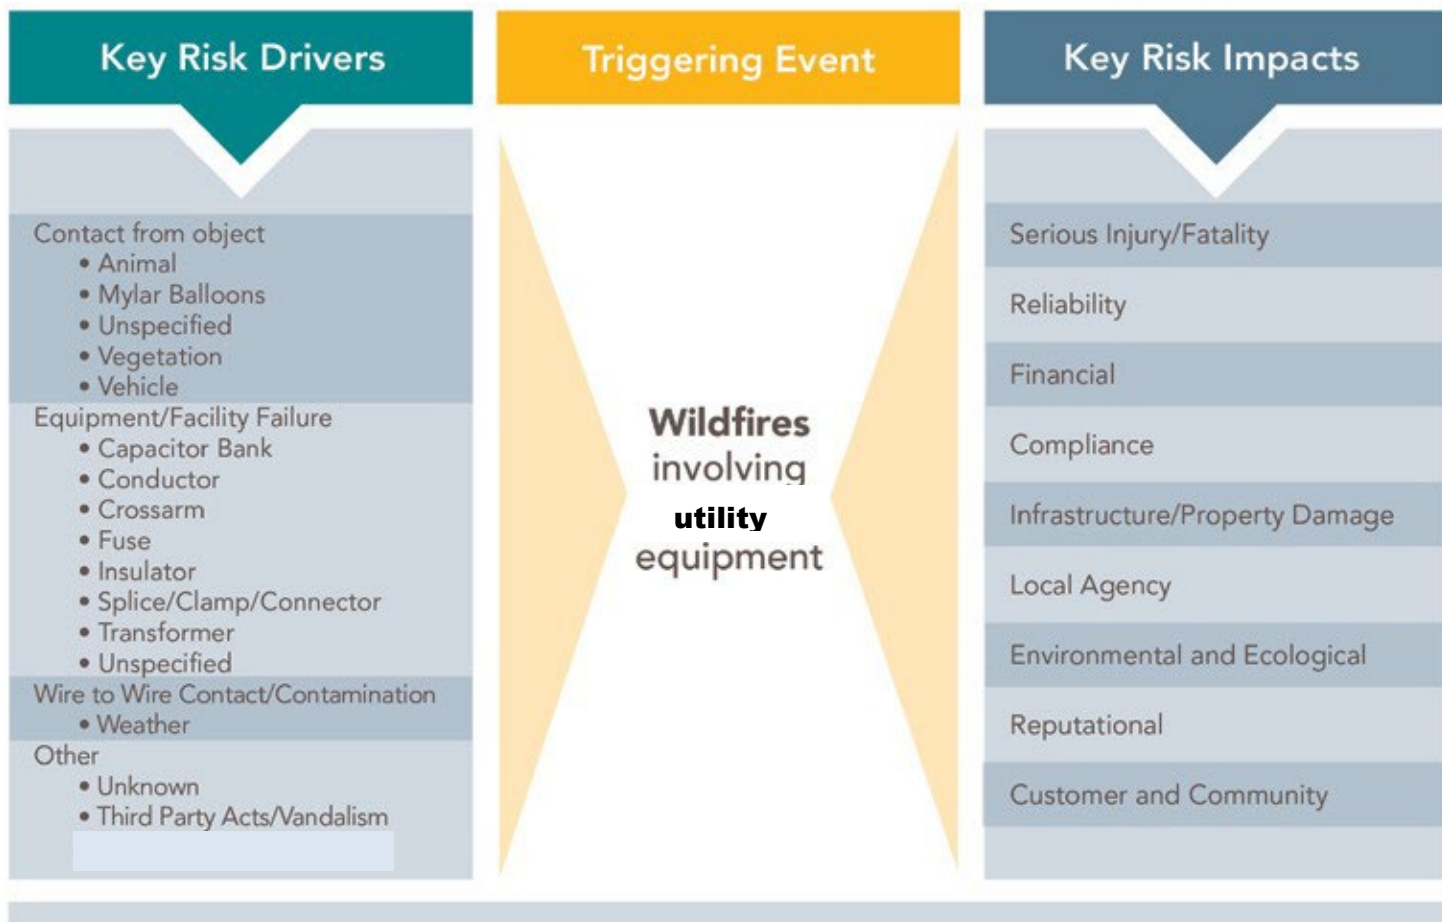 Key Risk Drivers
Contact from object
• Animal
• Mylar Balloons
• Unspecified
• Vegetation
• Vehicle
Equipment/Facility Failure
• Capacitor Bank
• Conductor
• Crossarm
• Fuse
• Insulator
• Splice/Clamp/Connector
• Transformer
• Unspecified
Wire to Wire Contact/Contamination
• Weather
Other
• Unknown
• Third Party Acts/Vandalism
Triggering Event
Wildfires
involving
utility
equipment
Key Risk Impacts
Serious Injury/Fatality
Reliability
Financial
Compliance
Infrastructure/Property Damage
Local Agency
Environmental and Ecological
Reputational
Customer and Community